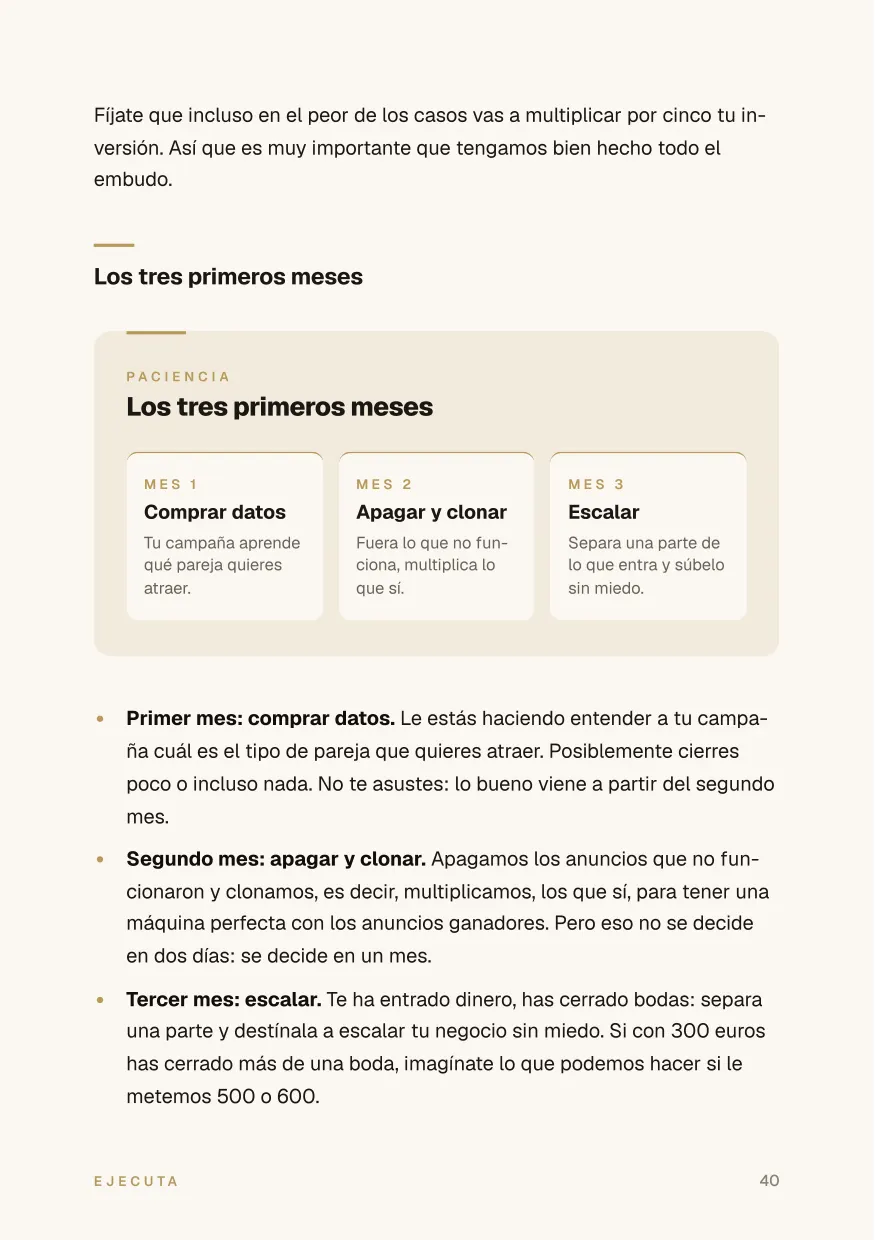 Fíjate que incluso en el peor de los casos vas a multiplicar por cinco tu in-
versión. Así que es muy importante que tengamos bien hecho todo el
embudo.
Los tres primeros meses
PACIENCIA
Los tres primeros meses
MES 1
Comprar datos
Tu campaña aprende
qué pareja quieres
atraer.
MES 2
Apagar y clonar
Fuera lo que no fun-
ciona, multiplica lo
que sí.
MES 3
Escalar
Separa una parte de
lo que entra y súbelo
sin miedo.
• Primer mes: comprar datos. Le estás haciendo entender a tu campa-
ña cuál es el tipo de pareja que quieres atraer. Posiblemente cierres
poco o incluso nada. No te asustes: lo bueno viene a partir del segundo
mes.
• Segundo mes: apagar y clonar. Apagamos los anuncios que no fun-
cionaron y clonamos, es decir, multiplicamos, los que sí, para tener una
máquina perfecta con los anuncios ganadores. Pero eso no se decide
en dos días: se decide en un mes.
• Tercer mes: escalar. Te ha entrado dinero, has cerrado bodas: separa
una parte y destínala a escalar tu negocio sin miedo. Si con 300 euros
has cerrado más de una boda, imagínate lo que podemos hacer si le
metemos 500 o 600.
EJECUTA
40